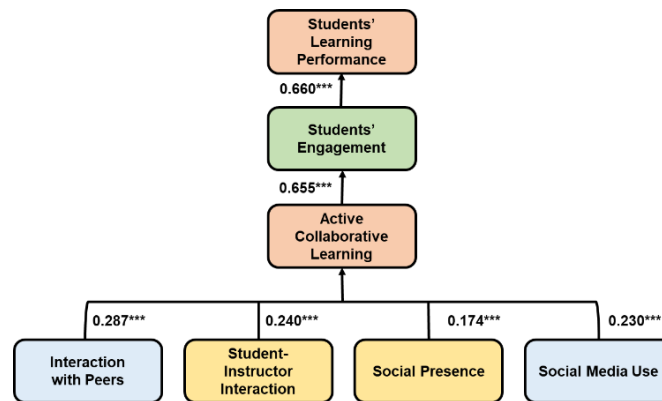 Students’
Learning
Performance
0.660***
Students’
Engagement
0.655***
Active
Collaborative
Learning
0.287***
0.240***
0.174***
0.230***
Interaction
with Peers
Student-
Instructor
Interaction
Social Presence
Social Media Use